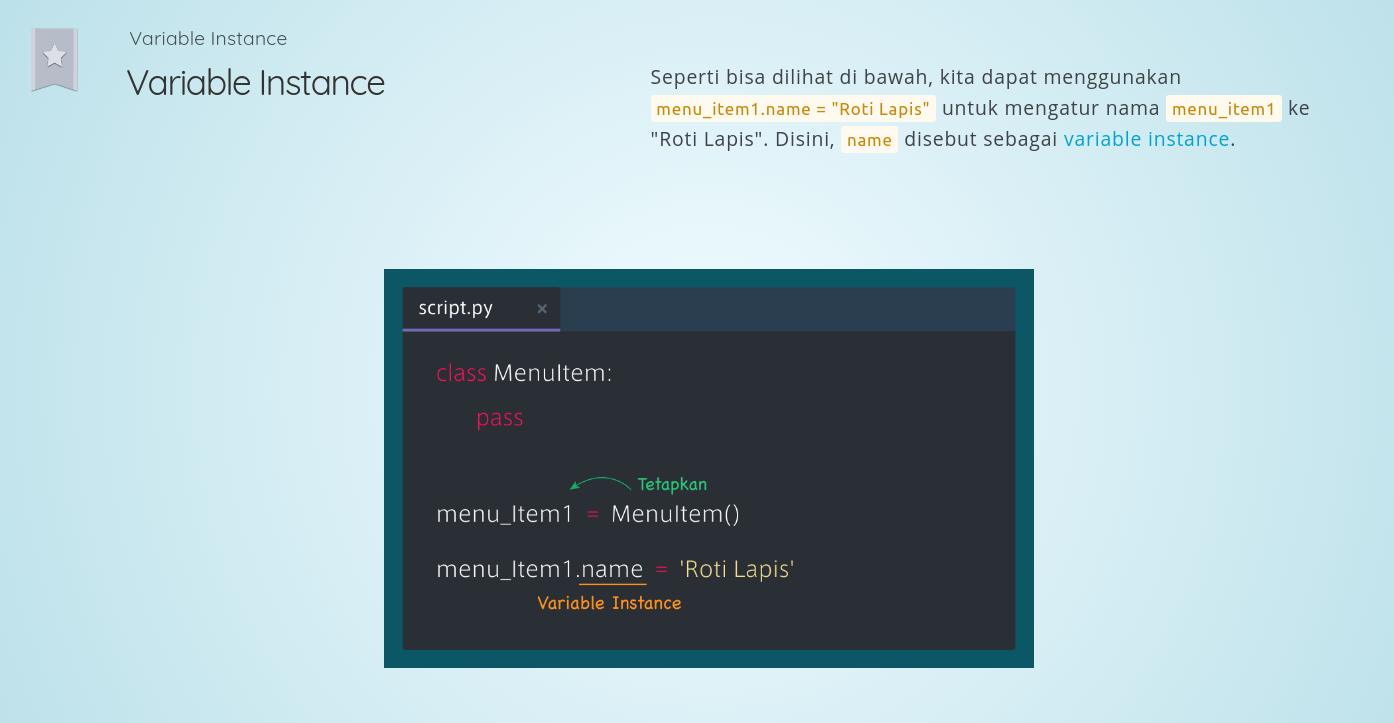 Variable Instance
Variable Instance
Seperti bisa dilihat di bawah, kita dapat menggunakan
menu_item1.name = "Roti Lapis" untuk mengatur nama menu_item1 ke
"Roti Lapis". Disini, name disebut sebagai variable instance.
script.py ×
class MenuItem:
pass
Tetapkan
menu_Item1 = MenuItem()
menu_Item1.name = 'Roti Lapis'
Variable Instance